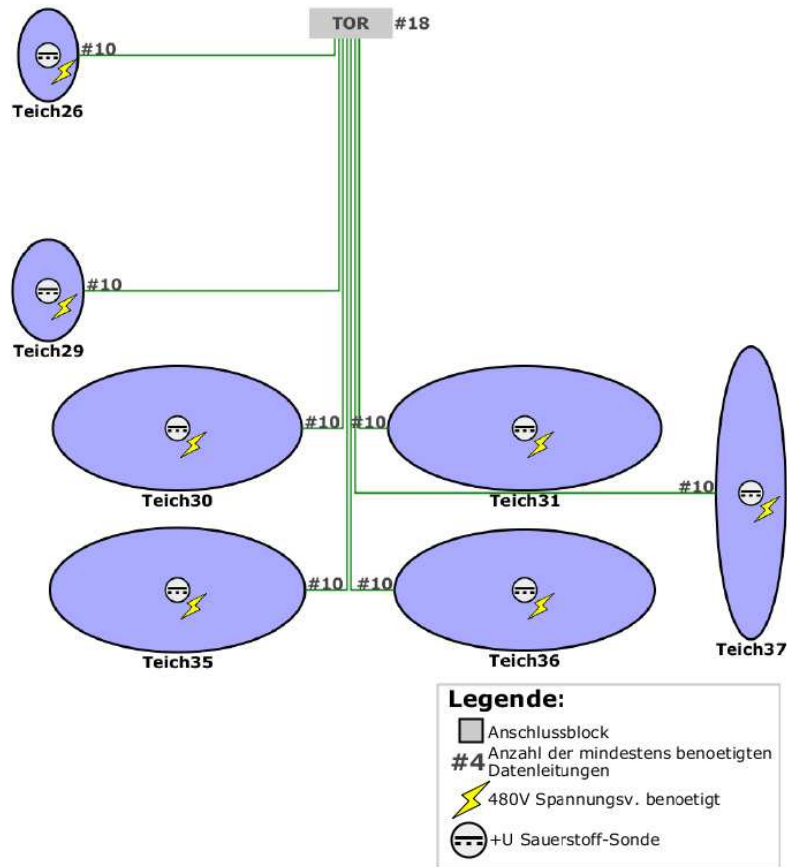 TOR #18
#10
Teich26
#10
Teich29
#10 #10
Teich30 Teich31
#10
#10 #10
Teich35 Teich36
Teich37
Legende:
Anschlussblock
#4 Anzahl der mindestens benoetigten
Datenleitungen
480V Spannungsv. benoetigt
+U Sauerstoff-Sonde